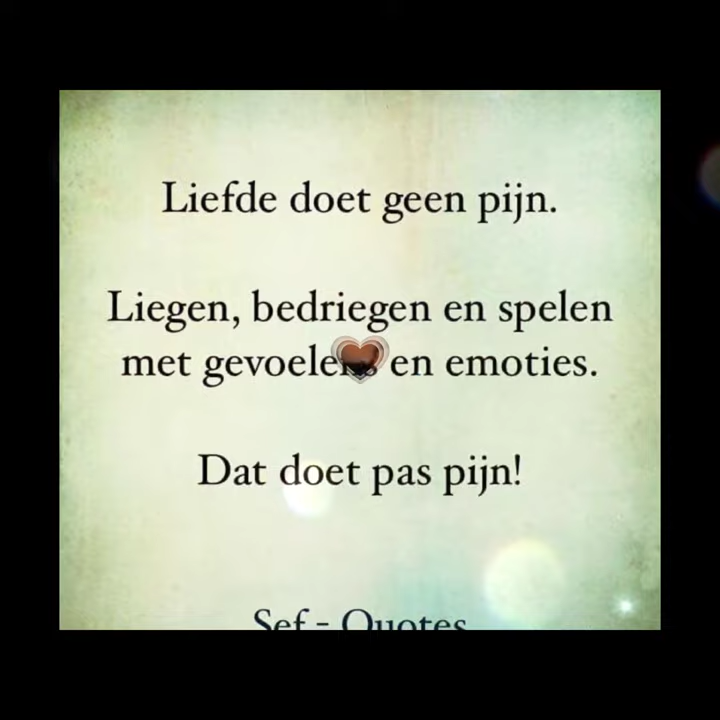 Liefde doet geen pijn.
Liegen, bedriegen en spelen
met gevoelens en emoties.
Dat doet pas pijn!
Sef - Quotes